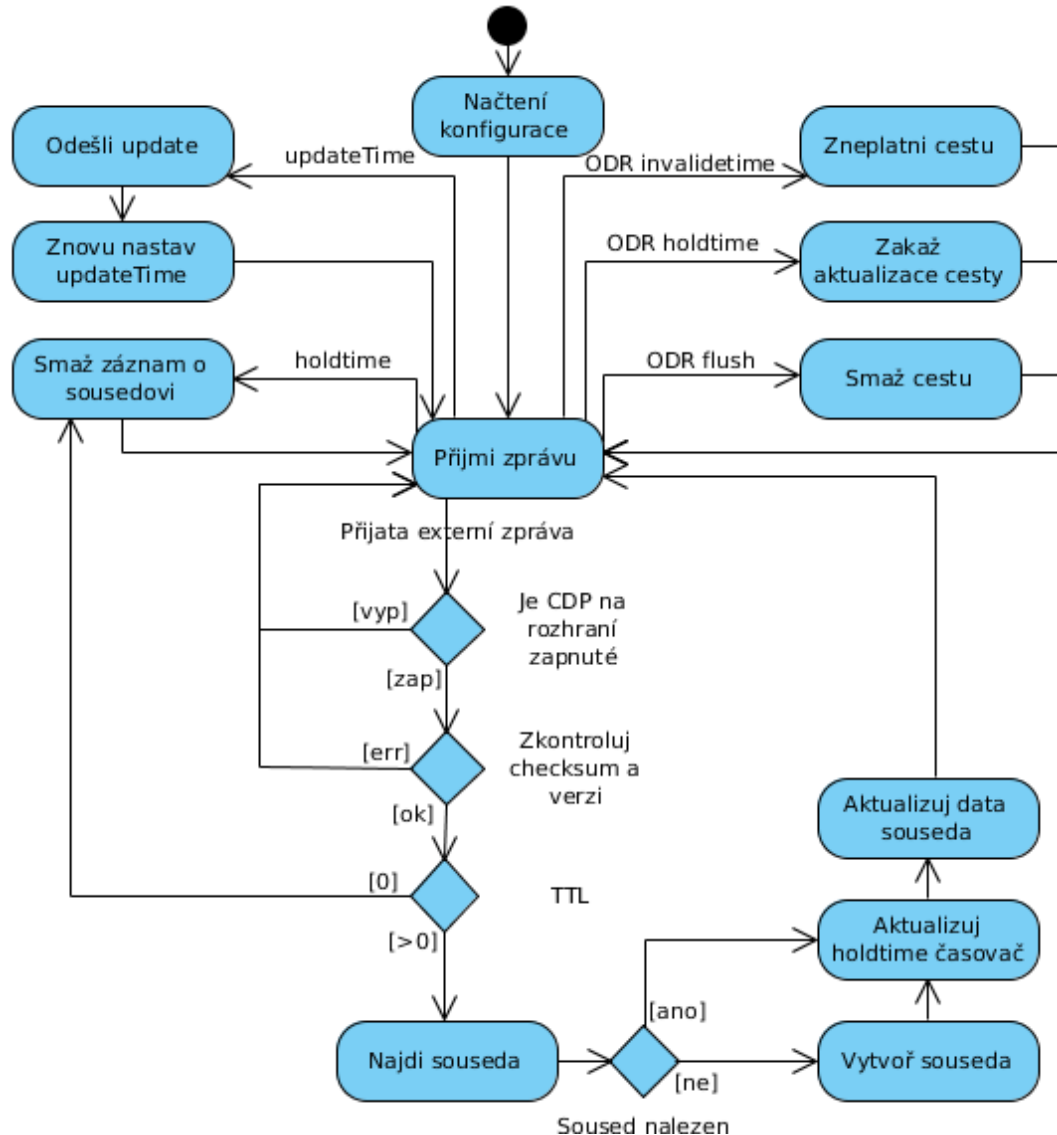 Načtení
konfigurace
Odešli update
updateTime
ODR invalidetime
Zneplatni cestu
Znovu nastav
updateTime
ODR holdtime
Zakaž
aktualizace cesty
Smaž záznam o
sousedovi
holdtime
ODR flush
Smaž cestu
Přijmi zprávu
Přijata externí zpráva
[vyp]
Je CDP na
rozhraní
zapnuté
[zap]
[err]
Zkontroluj
checksum a
verzi
[ok]
Aktualizuj data
souseda
[0]
TTL
[>0]
Aktualizuj
holdtime časovač
[ano]
Najdi souseda
[ne]
Vytvoř souseda
Soused nalezen